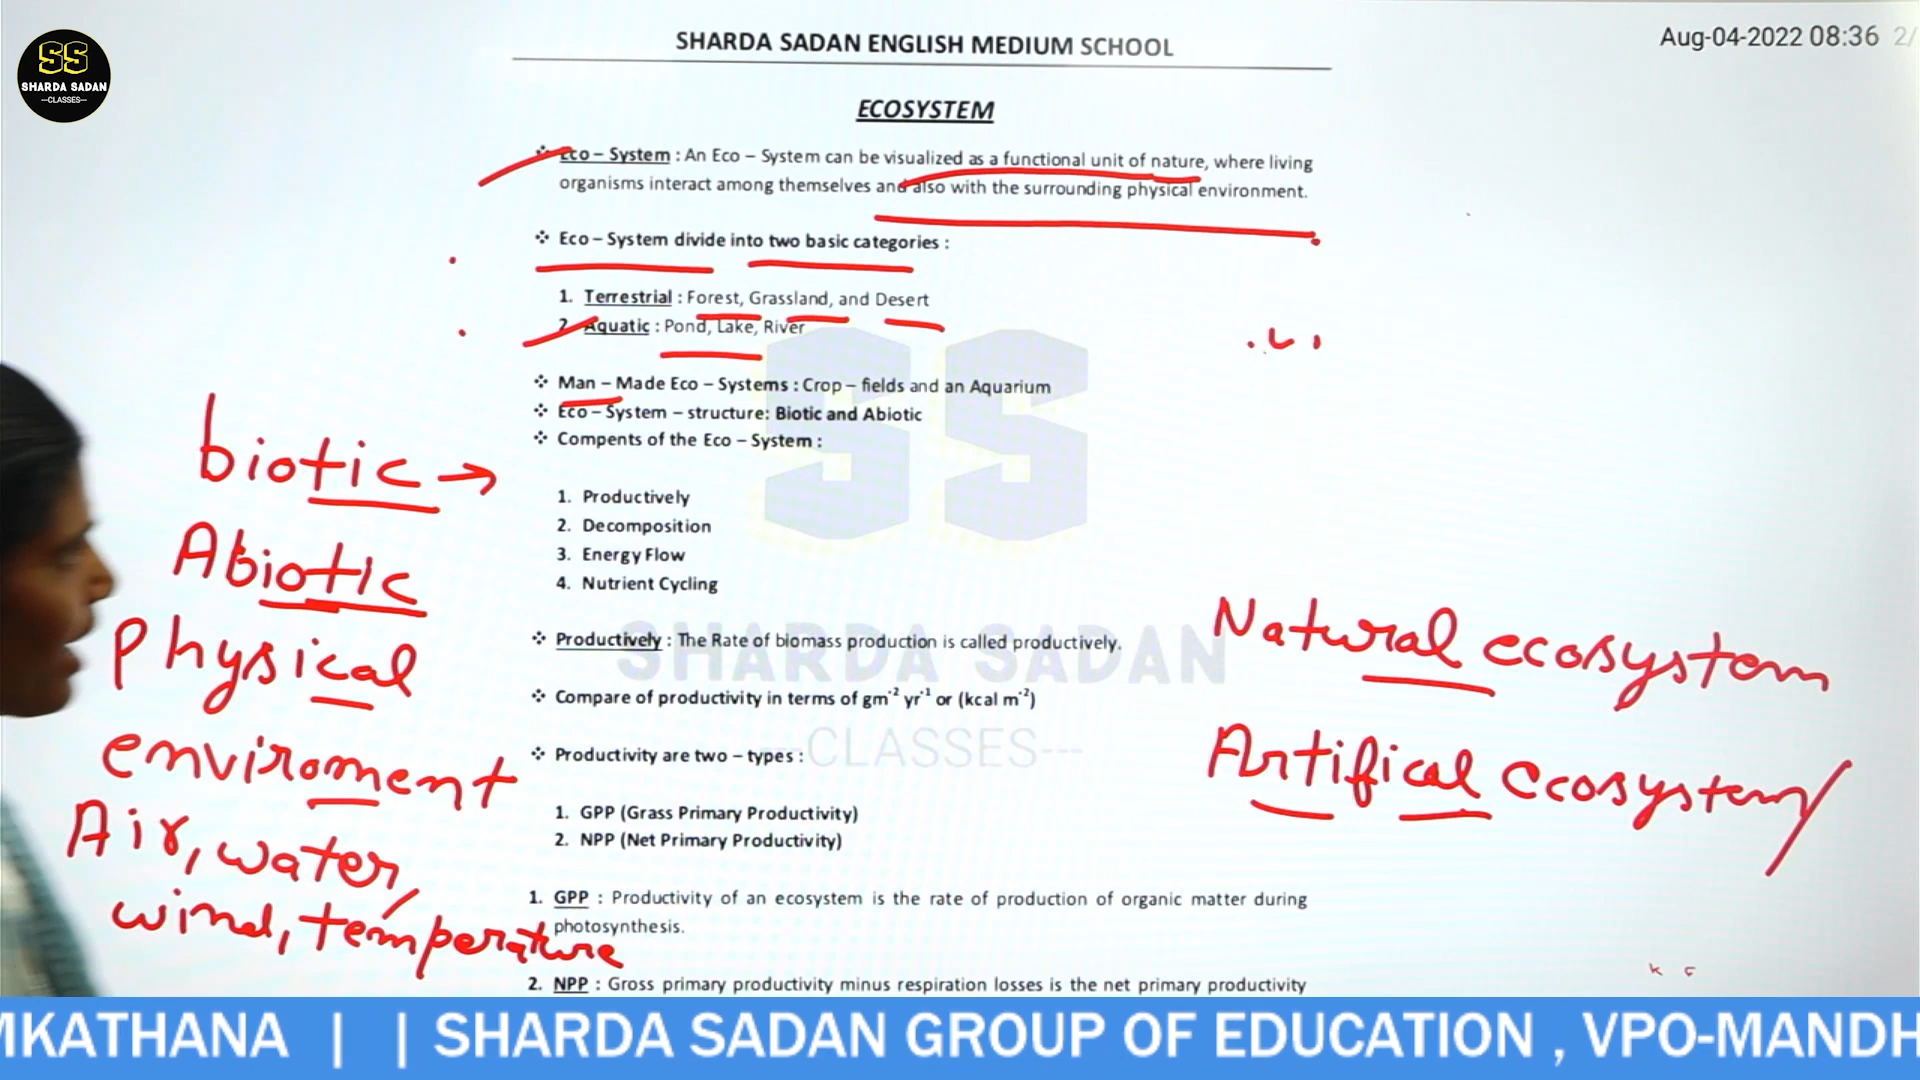 SS
SHARDA SADAN
—CLASSES—
SHARDA SADAN ENGLISH MEDIUM SCHOOL
Aug-04-2022 08:36 2/
ECOSYSTEM
❖ Eco – System : An Eco – System can be visualized as a functional unit of nature, where living
organisms interact among themselves and also with the surrounding physical environment.
❖ Eco – System divide into two basic categories :
1. Terrestrial : Forest, Grassland, and Desert
2. Aquatic : Pond, Lake, River
❖ Man – Made Eco – Systems : Crop – fields and an Aquarium
❖ Eco – System – structure: Biotic and Abiotic
❖ Compents of the Eco – System :
1. Productively
2. Decomposition
3. Energy Flow
4. Nutrient Cycling
❖ Productively : The Rate of biomass production is called productively.
❖ Compare of productivity in terms of gm⁻² yr⁻¹ or (kcal m⁻²)
❖ Productivity are two – types :
1. GPP (Grass Primary Productivity)
2. NPP (Net Primary Productivity)
1. GPP : Productivity of an ecosystem is the rate of production of organic matter during
photosynthesis.
2. NPP : Gross primary productivity minus respiration losses is the net primary productivity
biotic →
Abiotic
Physical
enviroment
Air, water,
wind, temperature
Natural ecosystem
Artifical ecosystem
SS
SHARDA SADAN
---CLASSES---
MKATHANA | | SHARDA SADAN GROUP OF EDUCATION , VPO-MANDH